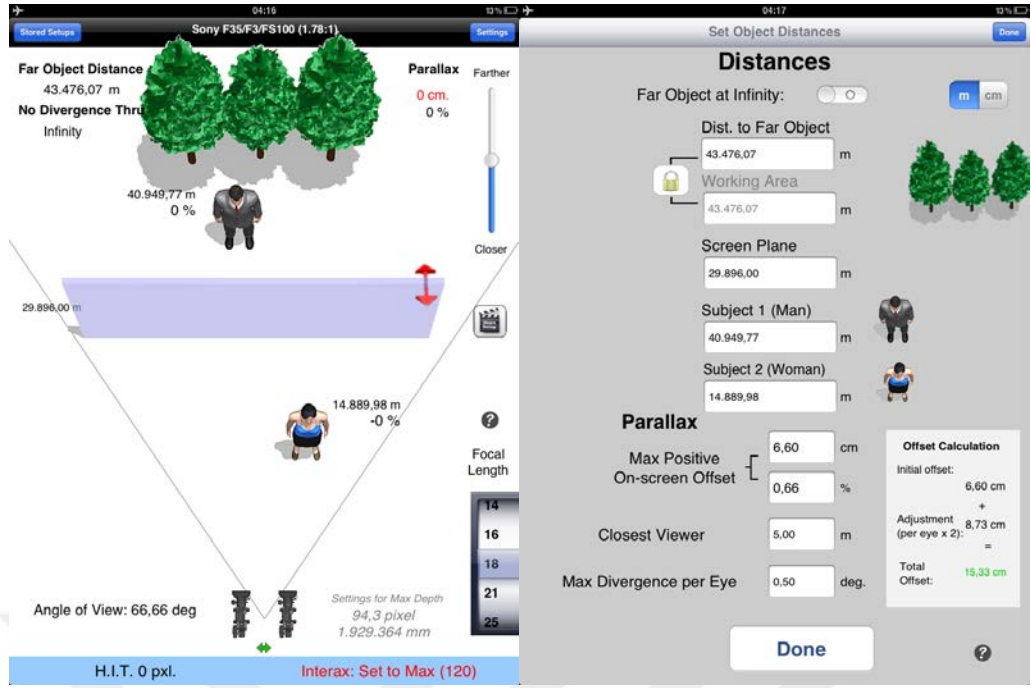 04:16
13%
Stored Setups
Sony F35/F3/FS100 (1.78:1)
Settings
Far Object Distance
43.476,07 m
No Divergence Thru
Infinity
Parallax
0 cm.
0 %
Farther
40.949,77 m
0 %
Closer
29.896,00 m
14.889,98 m
-0 %
?
Focal
Length
14
16
18
21
25
Angle of View: 66,66 deg
Settings for Max Depth
94,3 pixel
1.929.364 mm
H.I.T. 0 pxl.
Interax: Set to Max (120)
04:17
13%
Set Object Distances
Done
Distances
Far Object at Infinity:
m cm
Dist. to Far Object
43.476,07 m
Working Area
43.476,07 m
Screen Plane
29.896,00 m
Subject 1 (Man)
40.949,77 m
Subject 2 (Woman)
14.889,98 m
Parallax
Max Positive
On-screen Offset
6,60 cm
0,66 %
Closest Viewer 5,00 m
Max Divergence per Eye 0,50 deg.
Offset Calculation
Initial offset:
6,60 cm
+
Adjustment
(per eye x 2): 8,73 cm
=
Total
Offset: 15,33 cm
Done
?